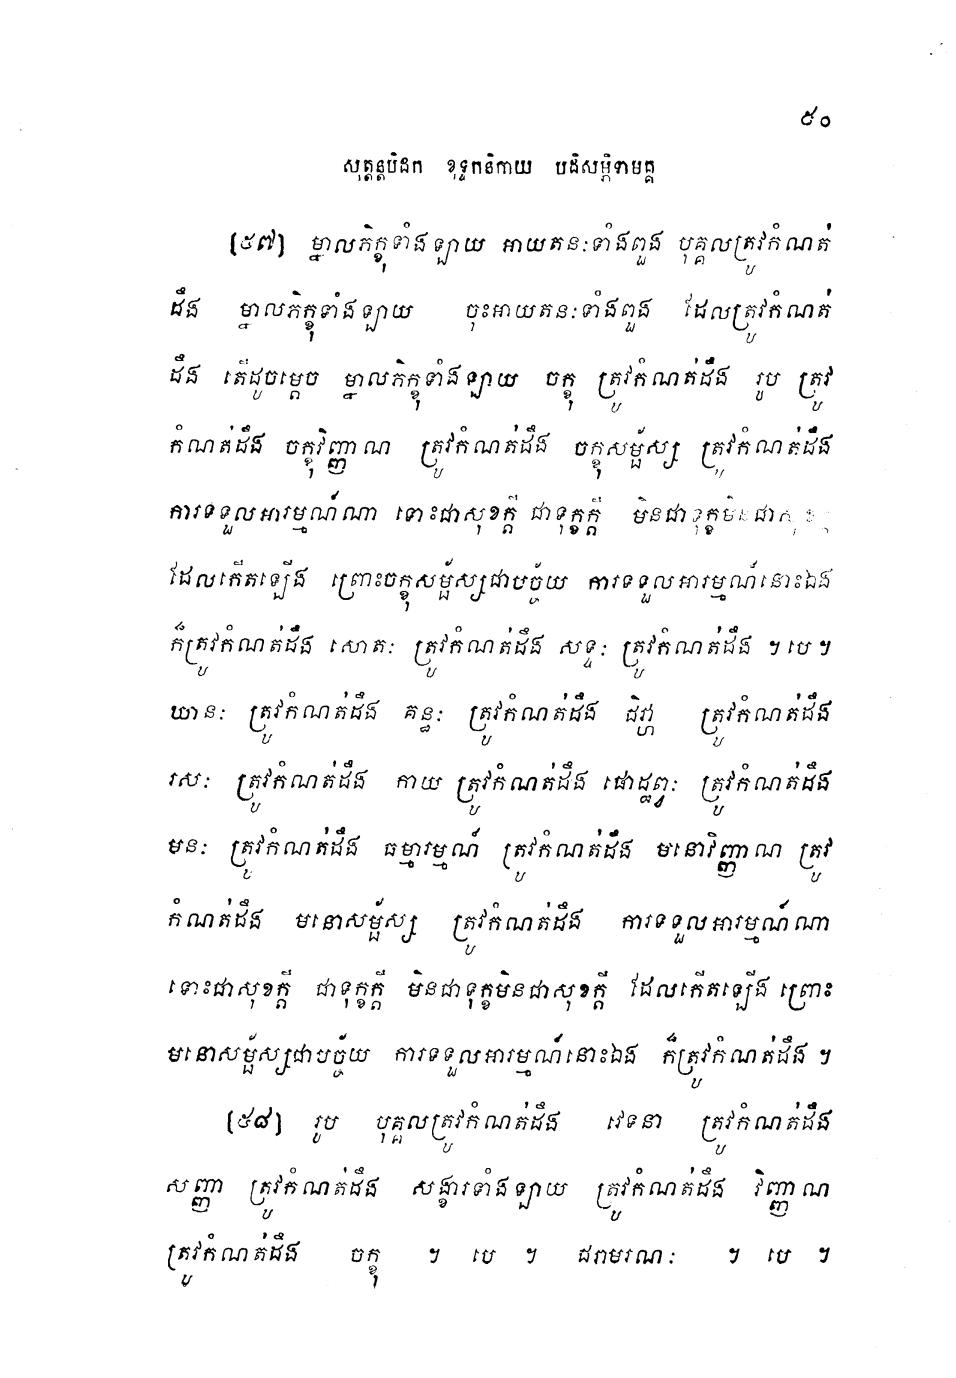 ៩០
សុត្តន្តបិដក ខុទ្ទកនិកាយ បដិសម្ភិទាមគ្គ
[៥៧] ម្នាលភិក្ខុទាំងឡាយ អាយតនៈទាំងពួង បុគ្គលត្រូវកំណត់
ដឹង ម្នាលភិក្ខុទាំងឡាយ ចុះអាយតនៈទាំងពួង ដែលត្រូវកំណត់
ដឹង តើដូចម្តេច ម្នាលភិក្ខុទាំងឡាយ ចក្ខុ ត្រូវកំណត់ដឹង រូប ត្រូវ
កំណត់ដឹង ចក្ខុវិញ្ញាណ ត្រូវកំណត់ដឹង ចក្ខុសម្ផ័ស្ស ត្រូវកំណត់ដឹង
ការទទួលអារម្មណ៍ណា ទោះជាសុខក្តី ជាទុក្ខក្តី មិនជាទុក្ខមិនជាសុខក្តី
ដែលកើតឡើង ព្រោះចក្ខុសម្ផ័ស្សជាបច្ច័យ ការទទួលអារម្មណ៍នោះឯង
ក៏ត្រូវកំណត់ដឹង សោតៈ ត្រូវកំណត់ដឹង សទ្ទៈ ត្រូវកំណត់ដឹង ។ បេ ។
ឃានៈ ត្រូវកំណត់ដឹង គន្ធៈ ត្រូវកំណត់ដឹង ជិវ្ហា ត្រូវកំណត់ដឹង
រសៈ ត្រូវកំណត់ដឹង កាយ ត្រូវកំណត់ដឹង ផោដ្ឋព្វៈ ត្រូវកំណត់ដឹង
មនៈ ត្រូវកំណត់ដឹង ធម្មារម្មណ៍ ត្រូវកំណត់ដឹង មនោវិញ្ញាណ ត្រូវ
កំណត់ដឹង មនោសម្ផ័ស្ស ត្រូវកំណត់ដឹង ការទទួលអារម្មណ៍ណា
ទោះជាសុខក្តី ជាទុក្ខក្តី មិនជាទុក្ខមិនជាសុខក្តី ដែលកើតឡើង ព្រោះ
មនោសម្ផ័ស្សជាបច្ច័យ ការទទួលអារម្មណ៍នោះឯង ក៏ត្រូវកំណត់ដឹង ។
[៥៨] រូប បុគ្គលត្រូវកំណត់ដឹង វេទនា ត្រូវកំណត់ដឹង
សញ្ញា ត្រូវកំណត់ដឹង សង្ខារទាំងឡាយ ត្រូវកំណត់ដឹង វិញ្ញាណ
ត្រូវកំណត់ដឹង ចក្ខុ ។ បេ ។ ជរាមរណៈ ។ បេ ។